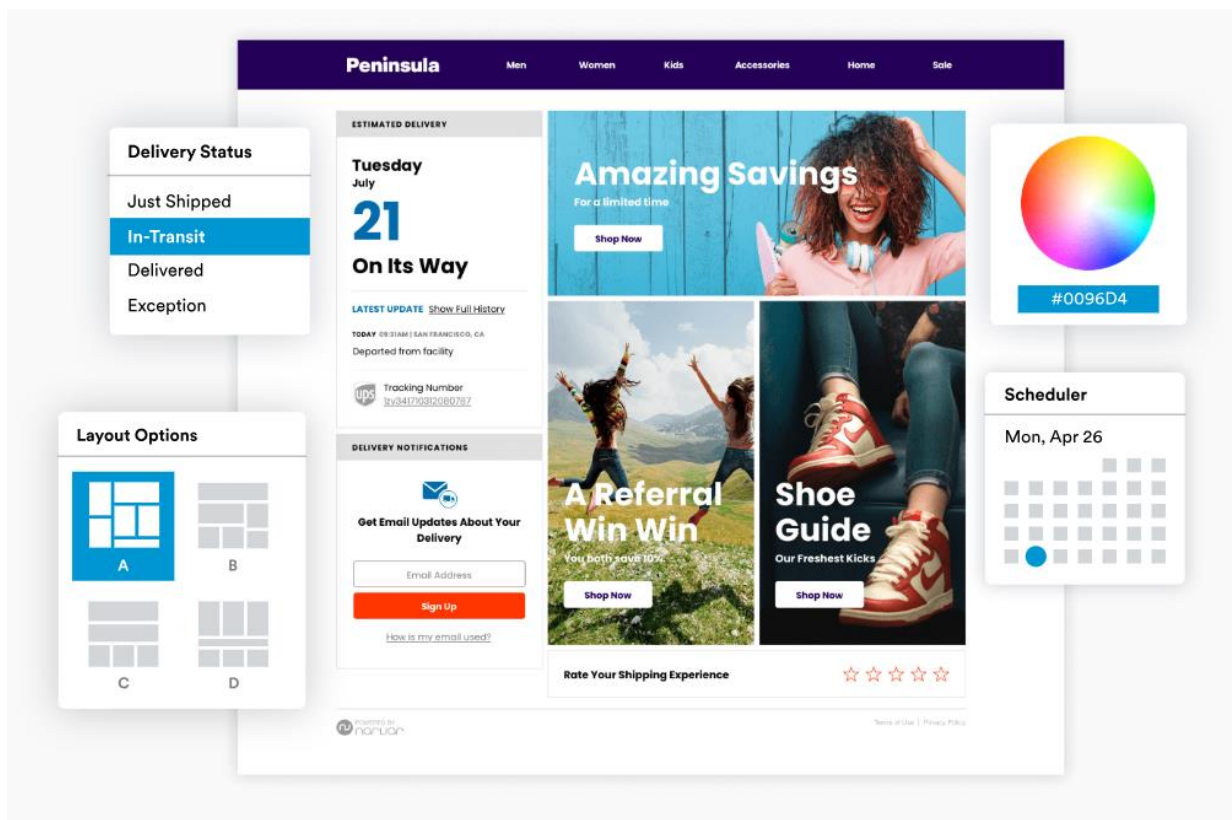 Peninsula
Men
Women
Kids
Accessories
Home
Sale
Delivery Status
Just Shipped
In-Transit
Delivered
Exception
Layout Options
A
B
C
D
ESTIMATED DELIVERY
Tuesday
July
21
On Its Way
LATEST UPDATE Show Full History
TODAY 09:31AM | SAN FRANCISCO, CA
Departed from facility
ups
Tracking Number
1zy341710312080787
DELIVERY NOTIFICATIONS
Get Email Updates About Your
Delivery
Email Address
Sign Up
How is my email used?
Amazing Savings
For a limited time
Shop Now
A Referral
Win Win
You both save 10%
Shop Now
Shoe
Guide
Our Freshest Kicks
Shop Now
Rate Your Shipping Experience
POWERED BY
narvar
Terms of Use | Privacy Policy
#0096D4
Scheduler
Mon, Apr 26